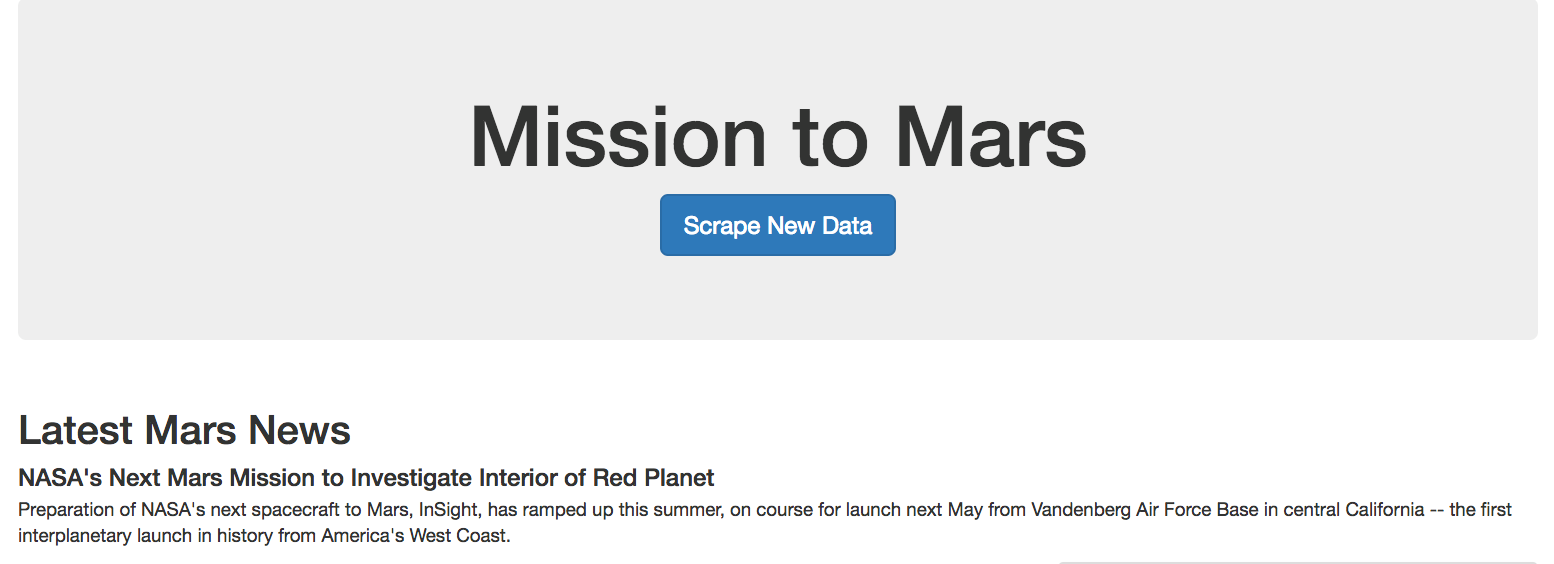 Mission to Mars
Scrape New Data
Latest Mars News
NASA's Next Mars Mission to Investigate Interior of Red Planet
Preparation of NASA's next spacecraft to Mars, InSight, has ramped up this summer, on course for launch next May from Vandenberg Air Force Base in central California -- the first
interplanetary launch in history from America's West Coast.